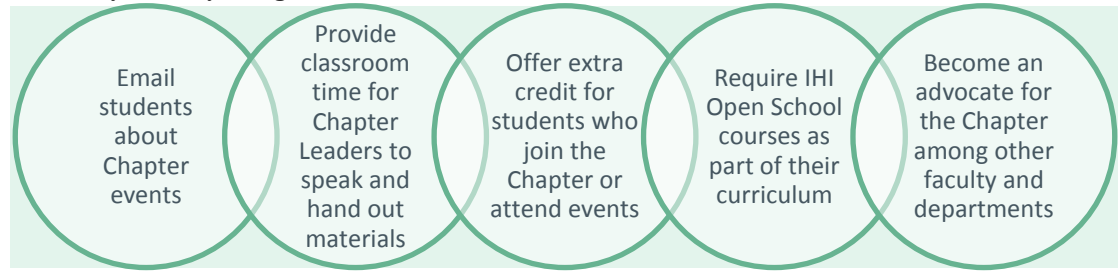 Email
students
about
Chapter
events
Provide
classroom
time for
Chapter
Leaders to
speak and
hand out
materials
Offer extra
credit for
students who
join the
Chapter or
attend events
Require IHI
Open School
courses as
part of their
curriculum
Become an
advocate for
the Chapter
among other
faculty and
departments